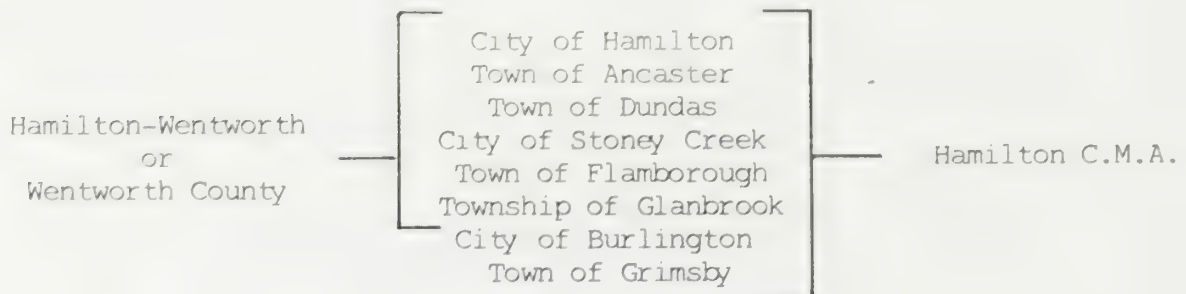 City of Hamilton
Town of Ancaster
Town of Dundas
City of Stoney Creek
Town of Flamborough
Township of Glanbrook
City of Burlington
Town of Grimsby
Hamilton-Wentworth
or
Wentworth County
Hamilton C.M.A.